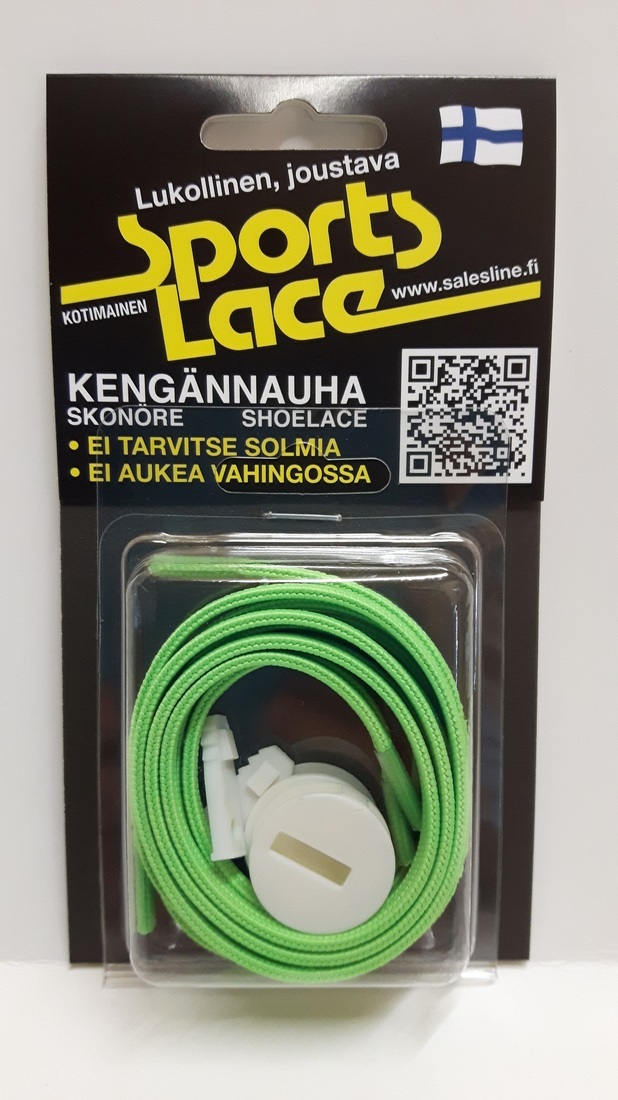 Lukollinen, joustava
Sports
Lace
KOTIMAINEN
www.salesline.fi
KENGÄNNAUHA
SKONÖRE SHOELACE
• EI TARVITSE SOLMIA
• EI AUKEA VAHINGOSSA